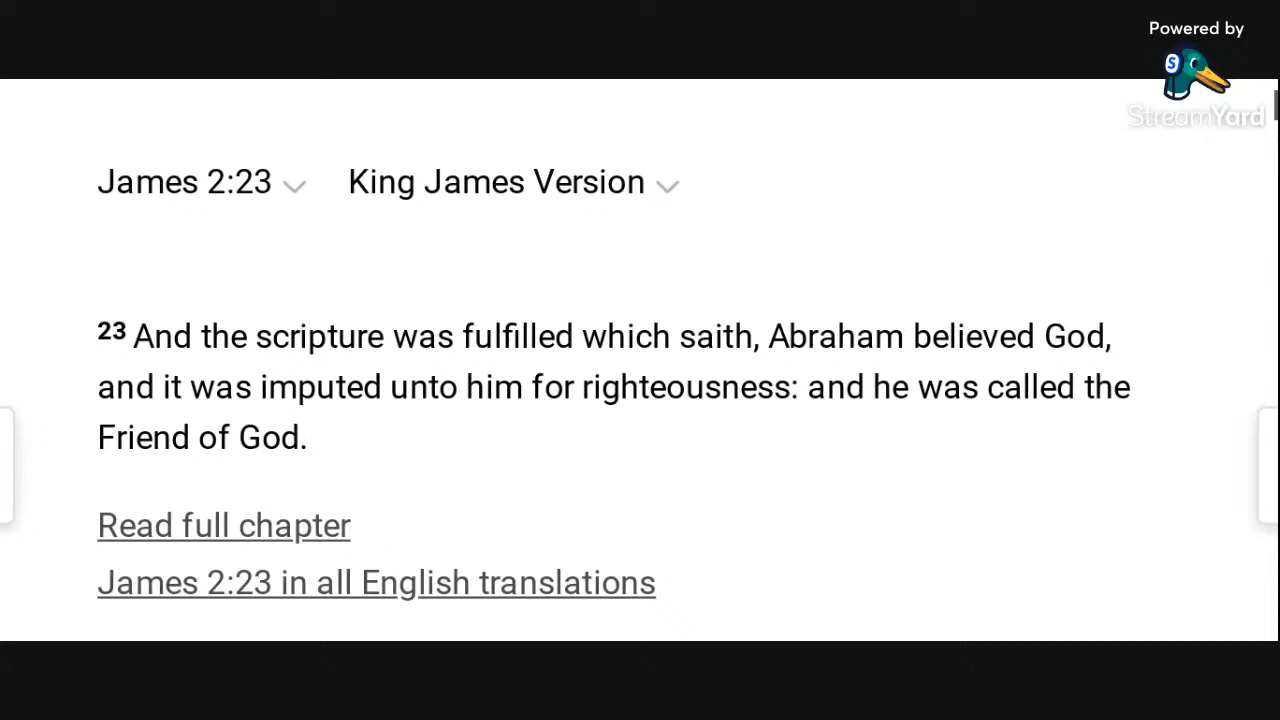 Powered by
S
StreamYard
James 2:23 King James Version
23 And the scripture was fulfilled which saith, Abraham believed God,
and it was imputed unto him for righteousness: and he was called the
Friend of God.
Read full chapter
James 2:23 in all English translations